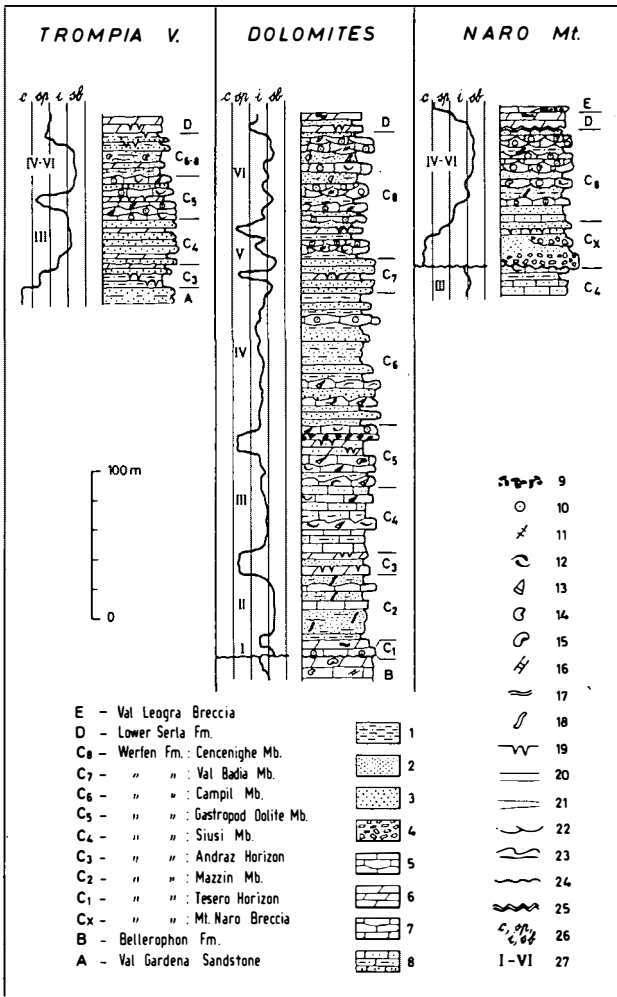 TROMPIA V.
DOLOMITES
NARO Mt.
c op i sb
c op i sb
c op i sb
D
IV-VI
C6-8
C5
III
C4
C3
A
D
VI
C8
V
C7
IV
C6
C5
III
C4
C3
II
C2
I
C1
B
E
D
IV-VI
C8
CX
III
C4
100 m
0
E - Val Leogra Breccia
D - Lower Serla Fm.
C8 - Werfen Fm.: Cencenighe Mb.
C7 - " " : Val Badia Mb.
C6 - " " : Campil Mb.
C5 - " " : Gastropod Oolite Mb.
C4 - " " : Siusi Mb.
C3 - " " : Andraz Horizon
C2 - " " : Mazzin Mb.
C1 - " " : Tesero Horizon
CX - " " : Mt. Naro Breccia
B - Bellerophon Fm.
A - Val Gardena Sandstone
1
2
3
4
5
6
7
8
9
10
11
12
13
14
15
16
17
18
19
20
21
22
23
24
25
c, op, i, sb 26
I-VI 27